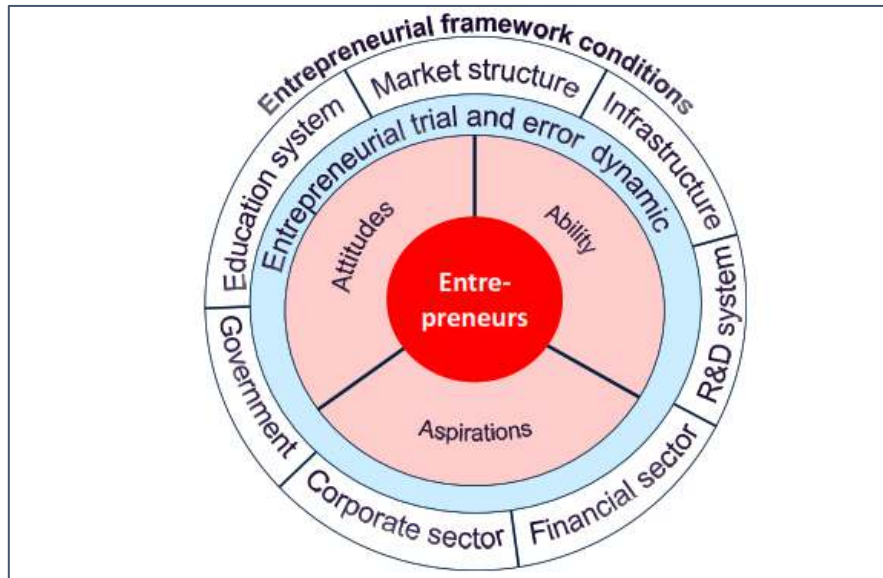 Entrepreneurial framework conditions
Market structure
Infrastructure
R&D system
Financial sector
Corporate sector
Government
Education system
Entrepreneurial trial and error dynamic
Attitudes
Ability
Aspirations
Entre-
preneurs